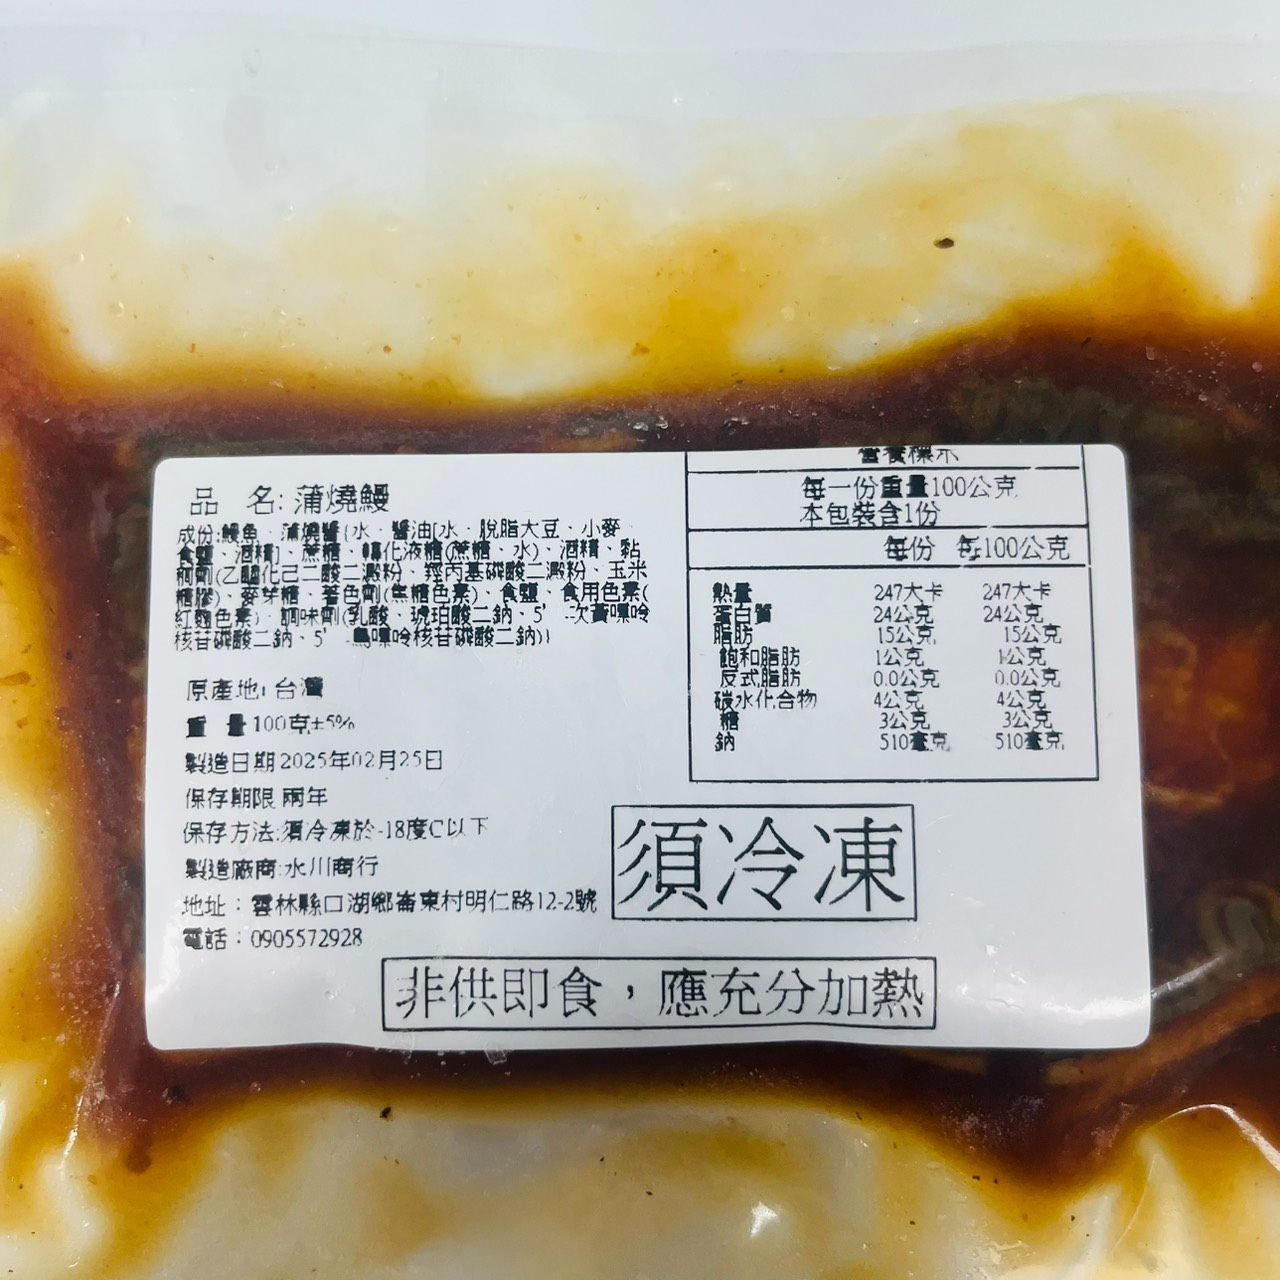 品 名: 蒲燒鰻
成份:鰻魚、蒲燒醬(水、醬油[水、脫脂大豆、小麥、
食鹽、酒精]、蔗糖、轉化液糖(蔗糖、水)、酒精、黏
稠劑(乙醯化己二酸二澱粉、羥丙基磷酸二澱粉、玉米
糖膠)、麥芽糖、著色劑(焦糖色素)、食鹽、食用色素(
紅麴色素)、調味劑(乳酸、琥珀酸二鈉、5'-次黃嘌呤
核苷磷酸二鈉、5'-鳥嘌呤核苷磷酸二鈉))
原產地: 台灣
重 量100克±5%
製造日期2025年02月25日
保存期限 兩年
保存方法:須冷凍於-18度C以下
製造廠商:水川商行
地址：雲林縣口湖鄉崙東村明仁路12-2號
電話：0905572928
營養標示
每一份重量100公克
本包裝含1份
每份 每100公克
熱量 247大卡 247大卡
蛋白質 24公克 24公克
脂肪 15公克 15公克
飽和脂肪 1公克 1公克
反式脂肪 0.0公克 0.0公克
碳水化合物 4公克 4公克
糖 3公克 3公克
鈉 510毫克 510毫克
須冷凍
非供即食，應充分加熱